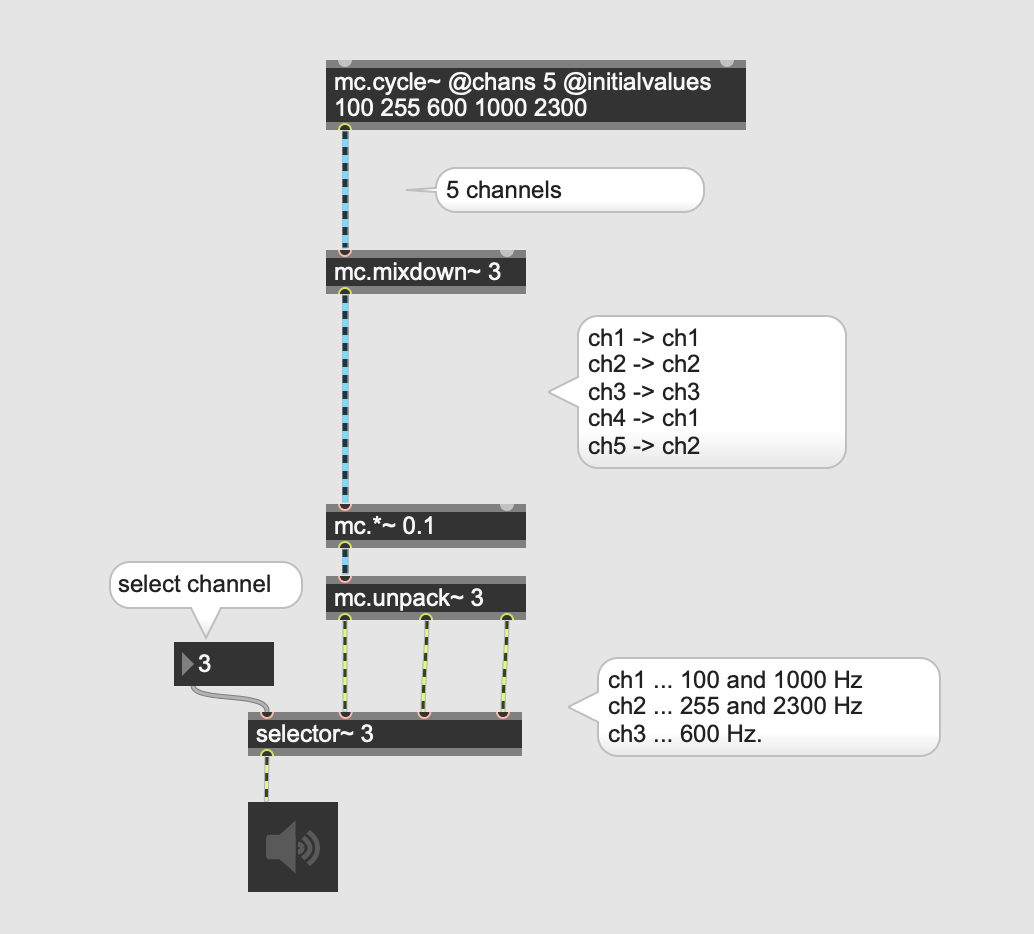 mc.cycle~ @chans 5 @initialvalues
100 255 600 1000 2300
5 channels
mc.mixdown~ 3
ch1 -> ch1
ch2 -> ch2
ch3 -> ch3
ch4 -> ch1
ch5 -> ch2
mc.*~ 0.1
select channel
mc.unpack~ 3
3
ch1 ... 100 and 1000 Hz
ch2 ... 255 and 2300 Hz
ch3 ... 600 Hz.
selector~ 3